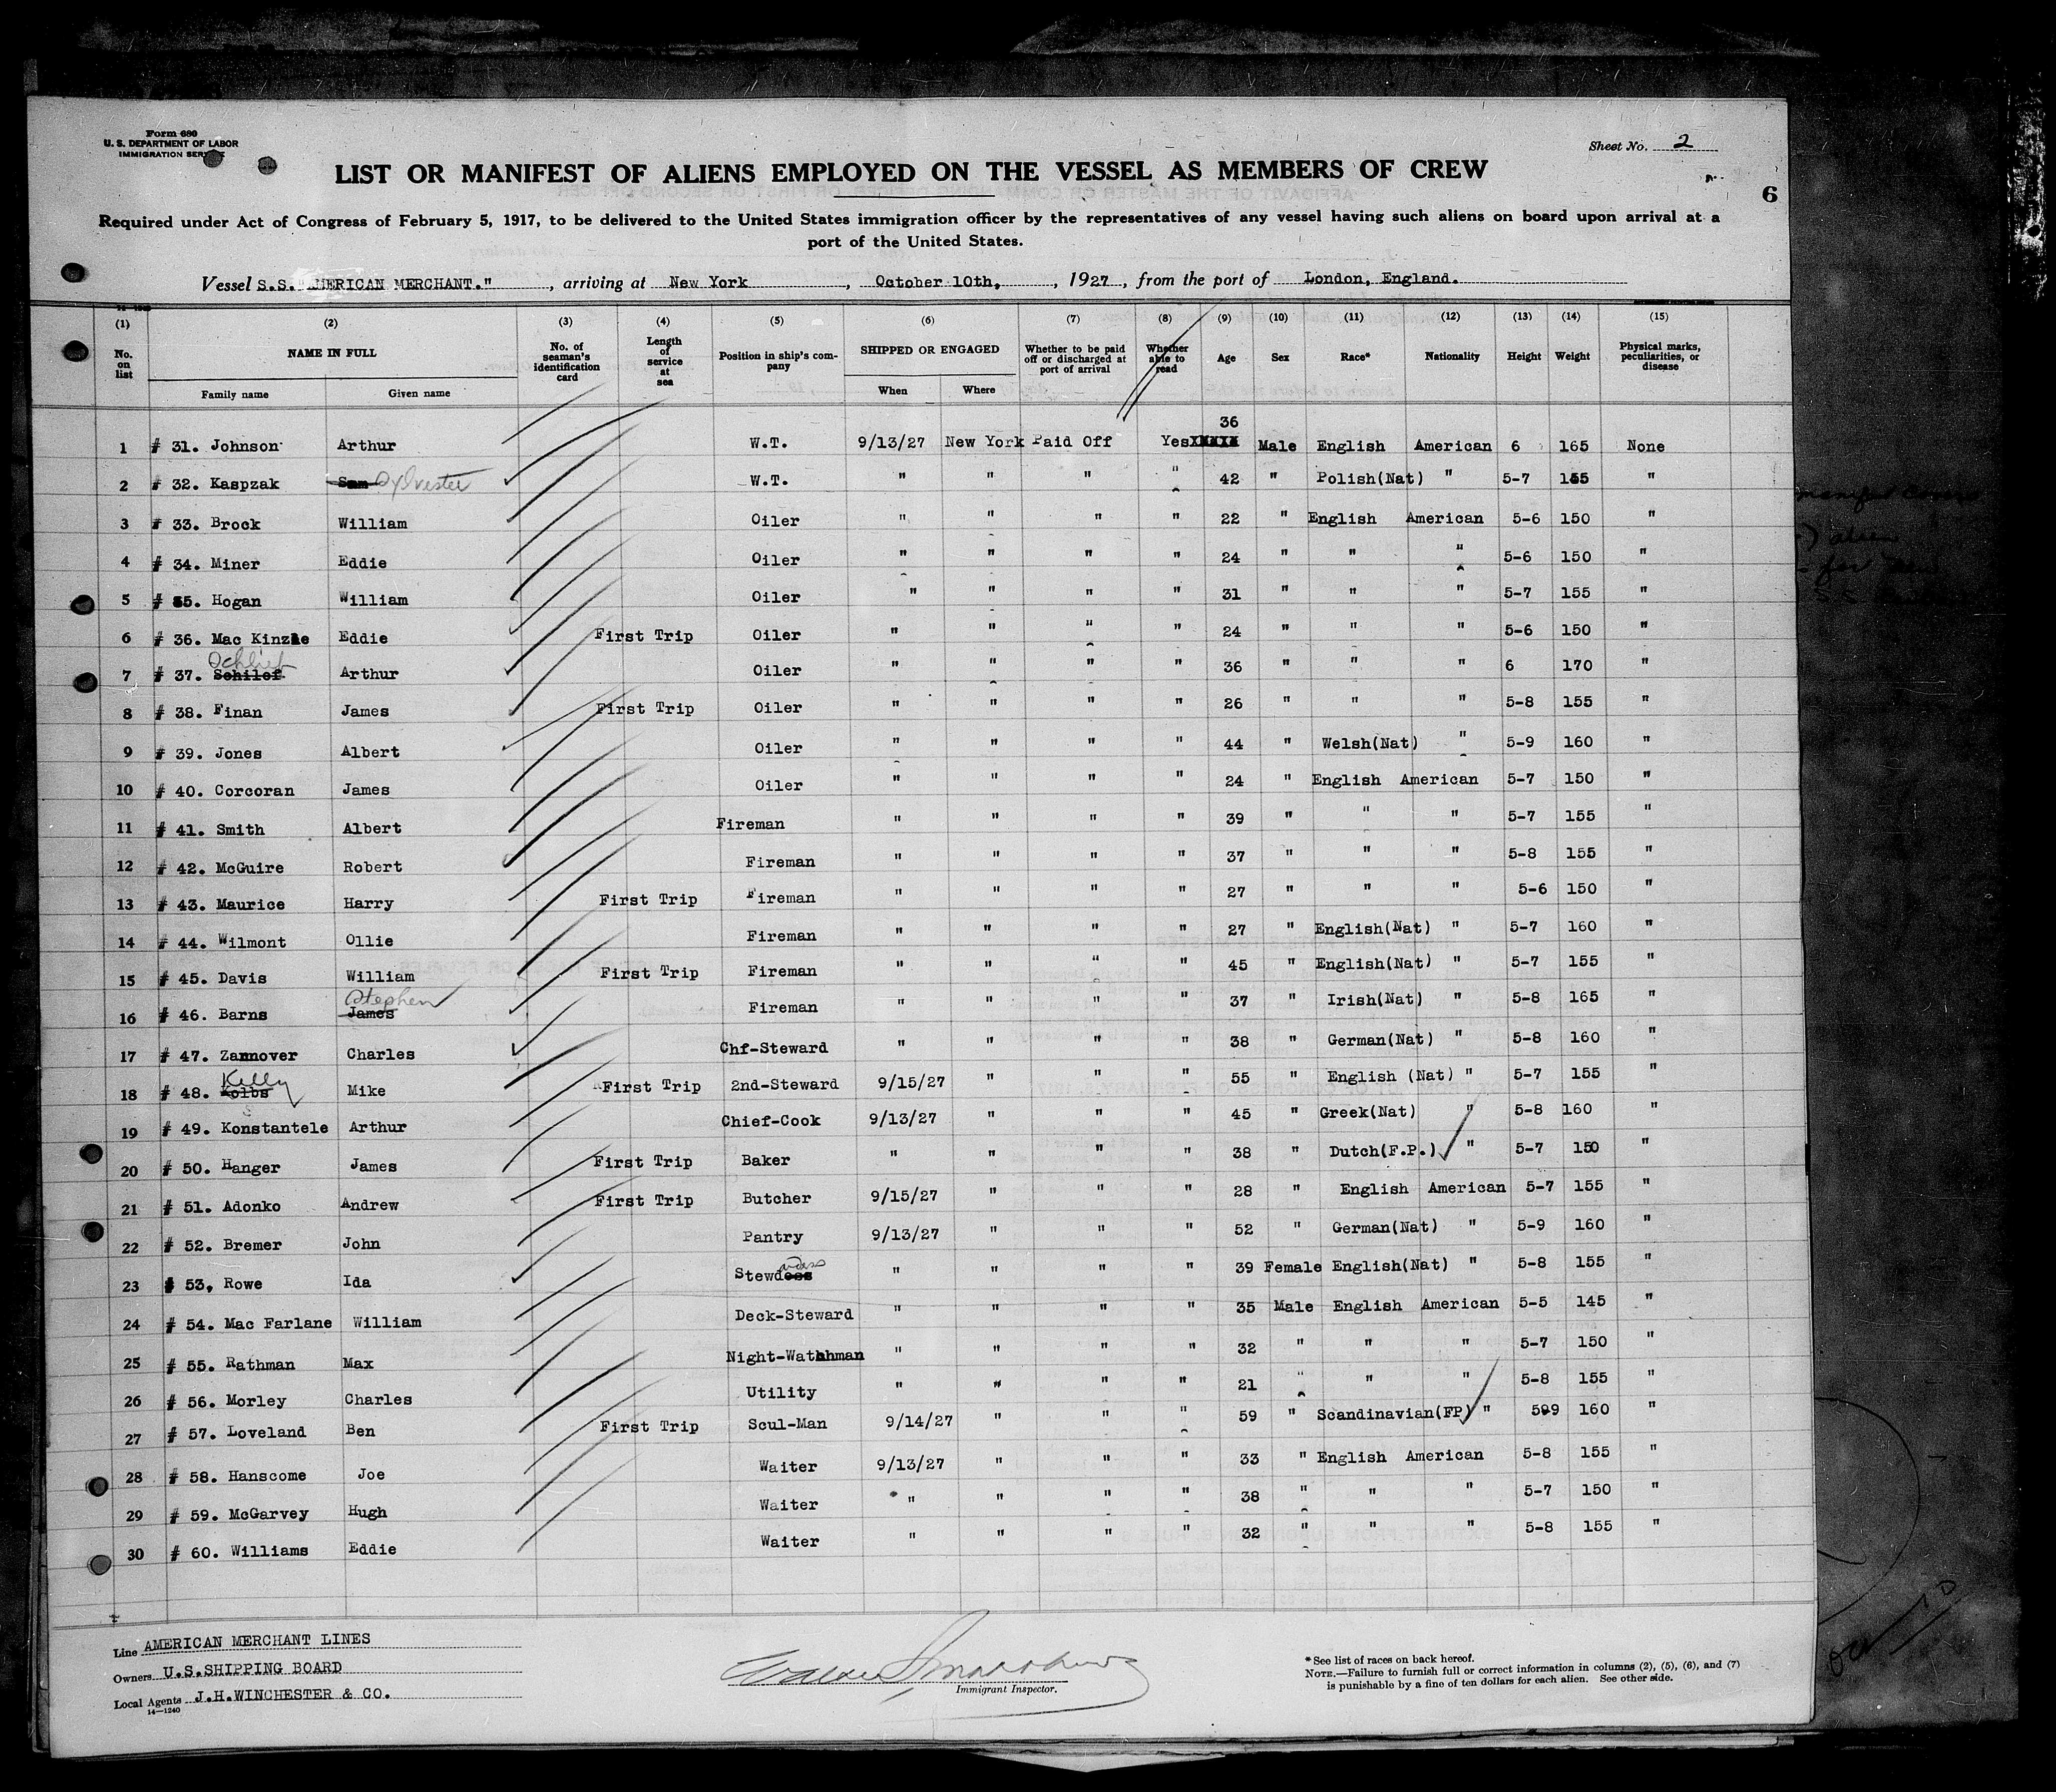 Form 680
U. S. DEPARTMENT OF LABOR
IMMIGRATION SERVICE
Sheet No. 2
LIST OR MANIFEST OF ALIENS EMPLOYED ON THE VESSEL AS MEMBERS OF CREW
6
Required under Act of Congress of February 5, 1917, to be delivered to the United States immigration officer by the representatives of any vessel having such aliens on board upon arrival at a
port of the United States.
Vessel S.S. "AMERICAN MERCHANT.", arriving at New York, October 10th, 1927, from the port of London, England.
(1) (2) (3) (4) (5) (6) (7) (8) (9) (10) (11) (12) (13) (14) (15)
No. on list NAME IN FULL No. of seaman's identification card Length of service at sea Position in ship's company SHIPPED OR ENGAGED Whether to be paid off or discharged at port of arrival Whether able to read Age Sex Race* Nationality Height Weight Physical marks, peculiarities, or disease
Family name Given name When Where
1 # 31. Johnson Arthur W.T. 9/13/27 New York Paid Off Yes 36 Male English American 6 165 None
2 # 32. Kaspzak Sam Sylvester W.T. " " " " 42 " Polish(Nat) " 5-7 155 "
3 # 33. Brock William Oiler " " " " 22 " English American 5-6 150 "
4 # 34. Miner Eddie Oiler " " " " 24 " " " 5-6 150 "
5 # 35. Hogan William Oiler " " " " 31 " " " 5-7 155 "
6 # 36. Mac Kinzie Eddie First Trip Oiler " " " " 24 " " " 5-6 150 "
7 # 37. Schilef Schlief Arthur Oiler " " " " 36 " " " 6 170 "
8 # 38. Finan James First Trip Oiler " " " " 26 " " " 5-8 155 "
9 # 39. Jones Albert Oiler " " " " 44 " Welsh(Nat) " 5-9 160 "
10 # 40. Corcoran James Oiler " " " " 24 " English American 5-7 150 "
11 # 41. Smith Albert Fireman " " " " 39 " " " 5-7 155 "
12 # 42. McGuire Robert Fireman " " " " 37 " " " 5-8 155 "
13 # 43. Maurice Harry First Trip Fireman " " " " 27 " " " 5-6 150 "
14 # 44. Wilmont Ollie Fireman " " " " 27 " English(Nat) " 5-7 160 "
15 # 45. Davis William First Trip Fireman " " " " 45 " English(Nat) " 5-7 155 "
16 # 46. Barns James Stephen Fireman " " " " 37 " Irish(Nat) " 5-8 165 "
17 # 47. Zannover Charles Chf-Steward " " " " 38 " German(Nat) " 5-8 160 "
18 # 48. Kolbs Kelly Mike First Trip 2nd-Steward 9/15/27 " " " 55 " English (Nat) " 5-7 155 "
19 # 49. Konstantele Arthur Chief-Cook 9/13/27 " " " 45 " Greek(Nat) " 5-8 160 "
20 # 50. Hanger James First Trip Baker " " " " 38 " Dutch(F.P.) " 5-7 150 "
21 # 51. Adonko Andrew First Trip Butcher 9/15/27 " " " 28 " English American 5-7 155 "
22 # 52. Bremer John Pantry 9/13/27 " " " 52 " German(Nat) " 5-9 160 "
23 # 53, Rowe Ida Stewdess " " " " 39 Female English(Nat) " 5-8 155 "
24 # 54. Mac Farlane William Deck-Steward " " " " 35 Male English American 5-5 145 "
25 # 55. Rathman Max Night-Wathhman " " " " 32 " " " 5-7 150 "
26 # 56. Morley Charles Utility " " " " 21 " " " 5-8 155 "
27 # 57. Loveland Ben First Trip Scul-Man 9/14/27 " " " 59 " Scandinavian(FP) " 599 160 "
28 # 58. Hanscome Joe Waiter 9/13/27 " " " 33 " English American 5-8 155 "
29 # 59. McGarvey Hugh Waiter " " " " 38 " " " 5-7 150 "
30 # 60. Williams Eddie Waiter " " " " 32 " " " 5-8 155 "
Line AMERICAN MERCHANT LINES
Owners U.S.SHIPPING BOARD
Local Agents J.H.WINCHESTER & CO.
14—1240
Immigrant Inspector.
* See list of races on back hereof.
NOTE.—Failure to furnish full or correct information in columns (2), (5), (6), and (7)
is punishable by a fine of ten dollars for each alien. See other side.